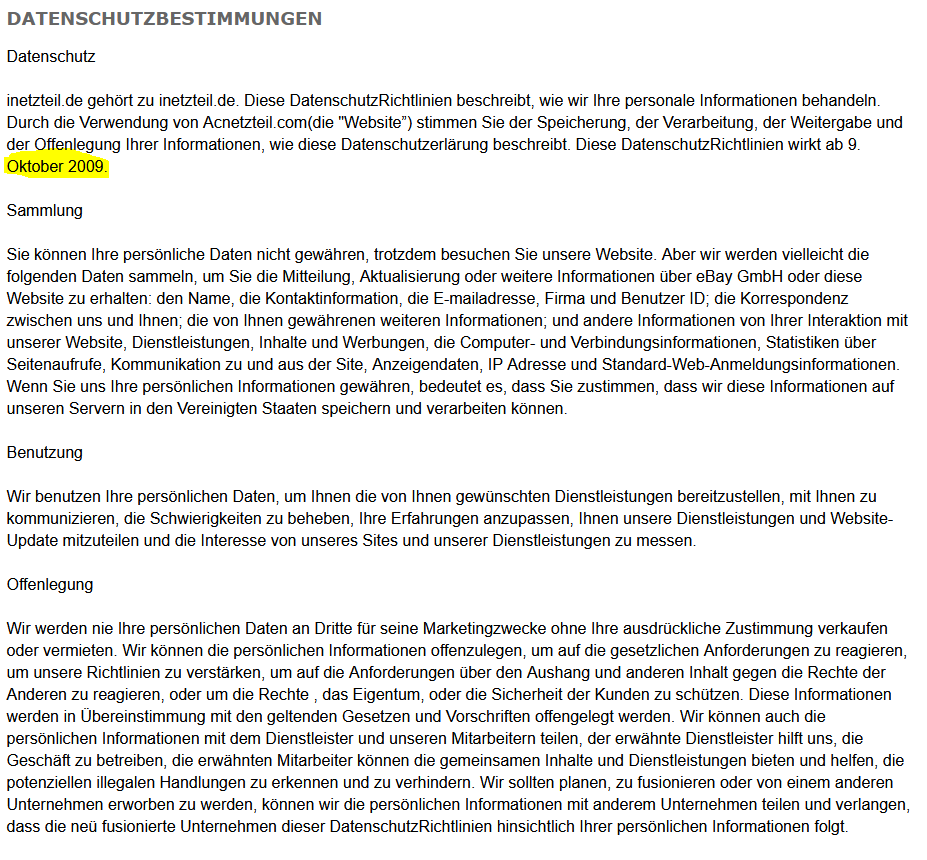 DATENSCHUTZBESTIMMUNGEN
Datenschutz
inetzteil.de gehört zu inetzteil.de. Diese DatenschutzRichtlinien beschreibt, wie wir Ihre personale Informationen behandeln.
Durch die Verwendung von Acnetzteil.com(die "Website”) stimmen Sie der Speicherung, der Verarbeitung, der Weitergabe und
der Offenlegung Ihrer Informationen, wie diese Datenschutzerlärung beschreibt. Diese DatenschutzRichtlinien wirkt ab 9.
Oktober 2009.
Sammlung
Sie können Ihre persönliche Daten nicht gewähren, trotzdem besuchen Sie unsere Website. Aber wir werden vielleicht die
folgenden Daten sammeln, um Sie die Mitteilung, Aktualisierung oder weitere Informationen über eBay GmbH oder diese
Website zu erhalten: den Name, die Kontaktinformation, die E-mailadresse, Firma und Benutzer ID; die Korrespondenz
zwischen uns und Ihnen; die von Ihnen gewährenen weiteren Informationen; und andere Informationen von Ihrer Interaktion mit
unserer Website, Dienstleistungen, Inhalte und Werbungen, die Computer- und Verbindungsinformationen, Statistiken über
Seitenaufrufe, Kommunikation zu und aus der Site, Anzeigendaten, IP Adresse und Standard-Web-Anmeldungsinformationen.
Wenn Sie uns Ihre persönlichen Informationen gewähren, bedeutet es, dass Sie zustimmen, dass wir diese Informationen auf
unseren Servern in den Vereinigten Staaten speichern und verarbeiten können.
Benutzung
Wir benutzen Ihre persönlichen Daten, um Ihnen die von Ihnen gewünschten Dienstleistungen bereitzustellen, mit Ihnen zu
kommunizieren, die Schwierigkeiten zu beheben, Ihre Erfahrungen anzupassen, Ihnen unsere Dienstleistungen und Website-
Update mitzuteilen und die Interesse von unseres Sites und unserer Dienstleistungen zu messen.
Offenlegung
Wir werden nie Ihre persönlichen Daten an Dritte für seine Marketingzwecke ohne Ihre ausdrückliche Zustimmung verkaufen
oder vermieten. Wir können die persönlichen Informationen offenzulegen, um auf die gesetzlichen Anforderungen zu reagieren,
um unsere Richtlinien zu verstärken, um auf die Anforderungen über den Aushang und anderen Inhalt gegen die Rechte der
Anderen zu reagieren, oder um die Rechte , das Eigentum, oder die Sicherheit der Kunden zu schützen. Diese Informationen
werden in Übereinstimmung mit den geltenden Gesetzen und Vorschriften offengelegt werden. Wir können auch die
persönlichen Informationen mit dem Dienstleister und unseren Mitarbeitern teilen, der erwähnte Dienstleister hilft uns, die
Geschäft zu betreiben, die erwähnten Mitarbeiter können die gemeinsamen Inhalte und Dienstleistungen bieten und helfen, die
potenziellen illegalen Handlungen zu erkennen und zu verhindern. Wir sollten planen, zu fusionieren oder von einem anderen
Unternehmen erworben zu werden, können wir die persönlichen Informationen mit anderem Unternehmen teilen und verlangen,
dass die neü fusionierte Unternehmen dieser DatenschutzRichtlinien hinsichtlich Ihrer persönlichen Informationen folgt.